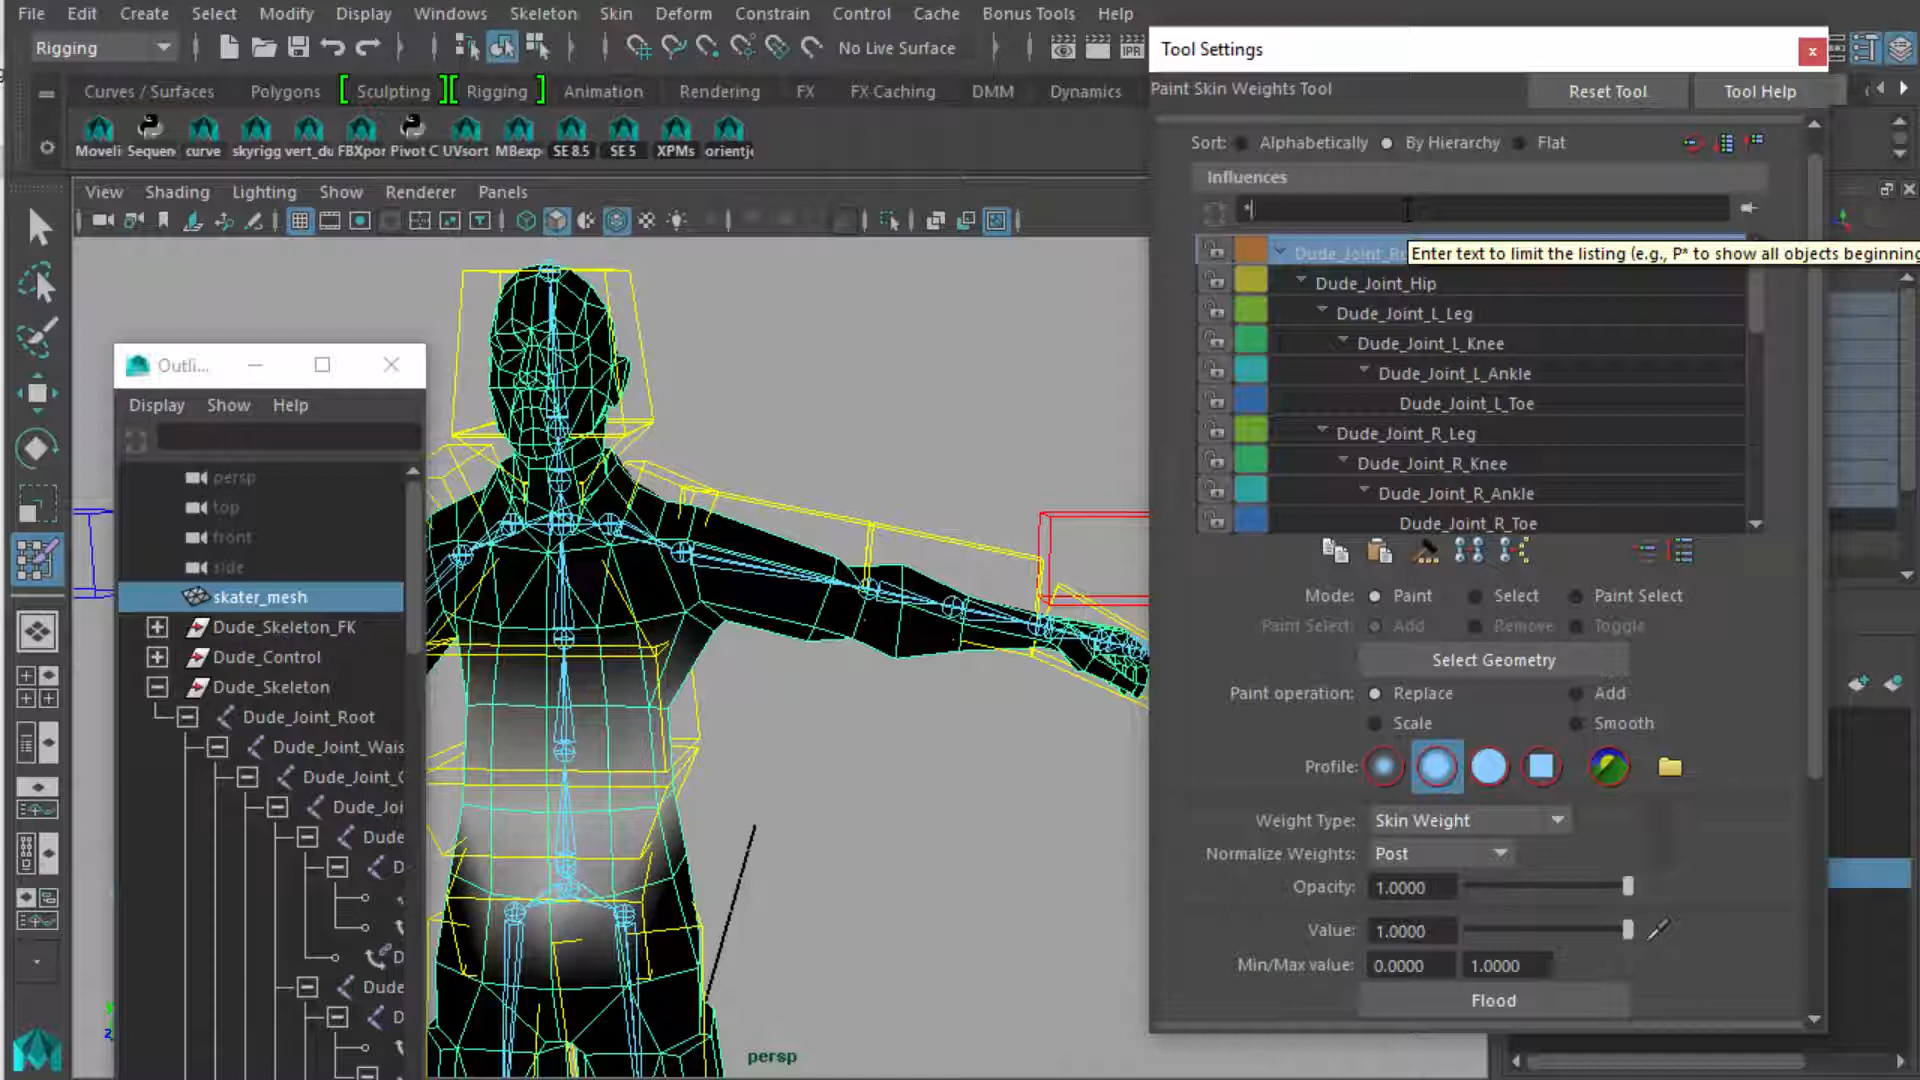 File Edit Create Select Modify Display Windows Skeleton Skin Deform Constrain Control Cache Bonus Tools Help
Rigging
No Live Surface
IPR
Curves / Surfaces Polygons Sculpting Rigging Animation Rendering FX FX Caching DMM Dynamics
Moveli Sequen curve skyrigg vert_du FBXpor Pivot C UVsort MBexp SE 8.5 SE 5 XPMs orientj
View Shading Lighting Show Renderer Panels
Outli...
Display Show Help
persp
top
front
side
skater_mesh
Dude_Skeleton_FK
Dude_Control
Dude_Skeleton
Dude_Joint_Root
Dude_Joint_Wais
Dude_Joint_C
Dude_Joi
Dude
D
D
Dude
D
persp
Tool Settings
x
Paint Skin Weights Tool
Reset Tool
Tool Help
Sort: Alphabetically By Hierarchy Flat
Influences
*
Enter text to limit the listing (e.g., P* to show all objects beginning
Dude_Joint_Hip
Dude_Joint_L_Leg
Dude_Joint_L_Knee
Dude_Joint_L_Ankle
Dude_Joint_L_Toe
Dude_Joint_R_Leg
Dude_Joint_R_Knee
Dude_Joint_R_Ankle
Dude_Joint_R_Toe
Mode: Paint Select Paint Select
Paint Select: Add Remove Toggle
Select Geometry
Paint operation: Replace Add
Scale Smooth
Profile:
Weight Type: Skin Weight
Normalize Weights: Post
Opacity: 1.0000
Value: 1.0000
Min/Max value: 0.0000 1.0000
Flood